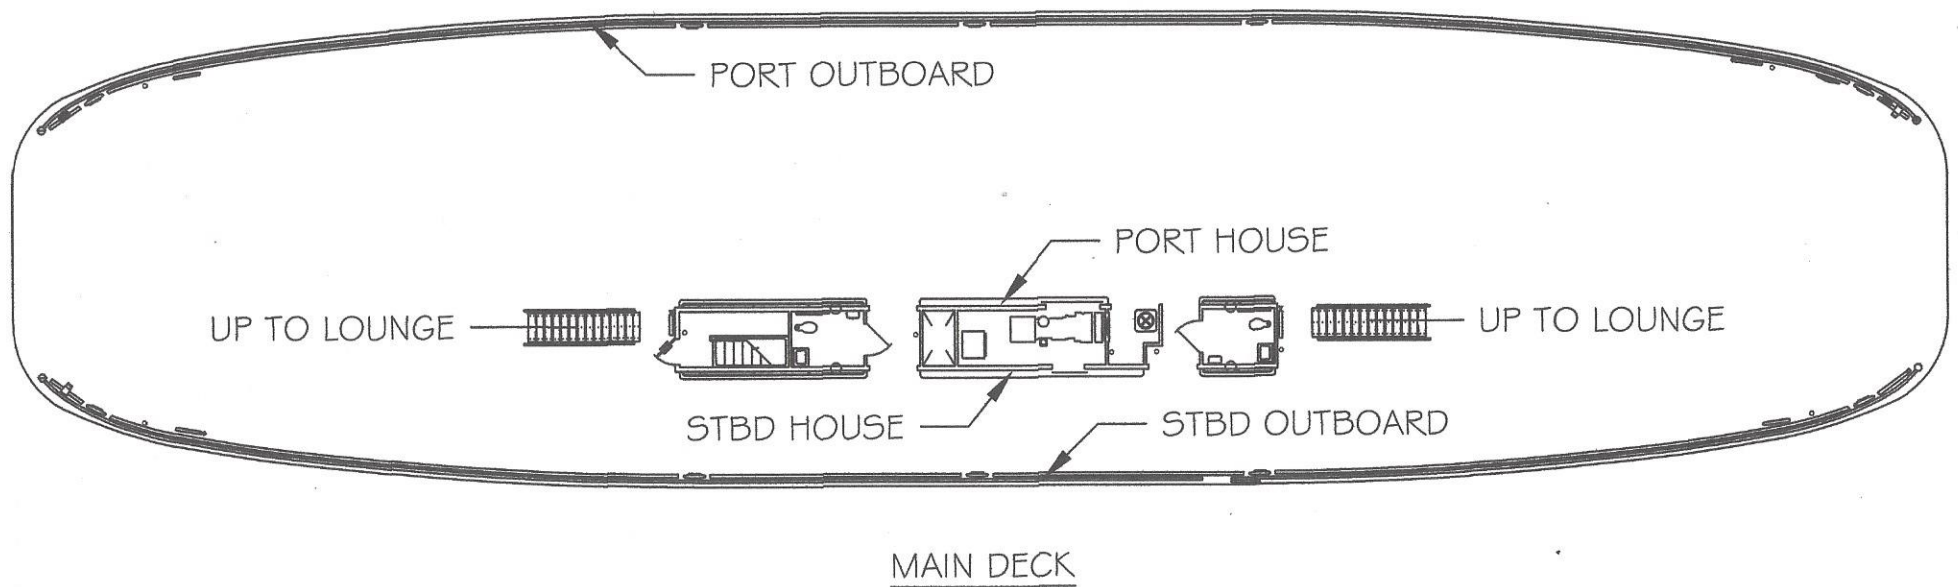 PORT OUTBOARD
PORT HOUSE
UP TO LOUNGE
UP TO LOUNGE
STBD HOUSE
STBD OUTBOARD
MAIN DECK